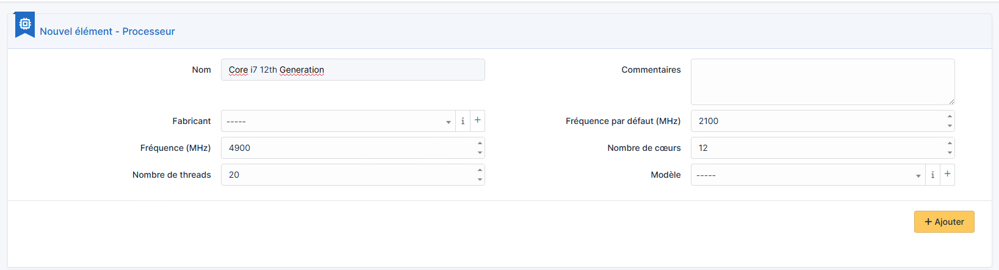 Nouvel élément - Processeur
Nom Core i7 12th Generation Commentaires
Fabricant ----- i + Fréquence par défaut (MHz) 2100
Fréquence (MHz) 4900 Nombre de cœurs 12
Nombre de threads 20 Modèle ----- i +
+ Ajouter